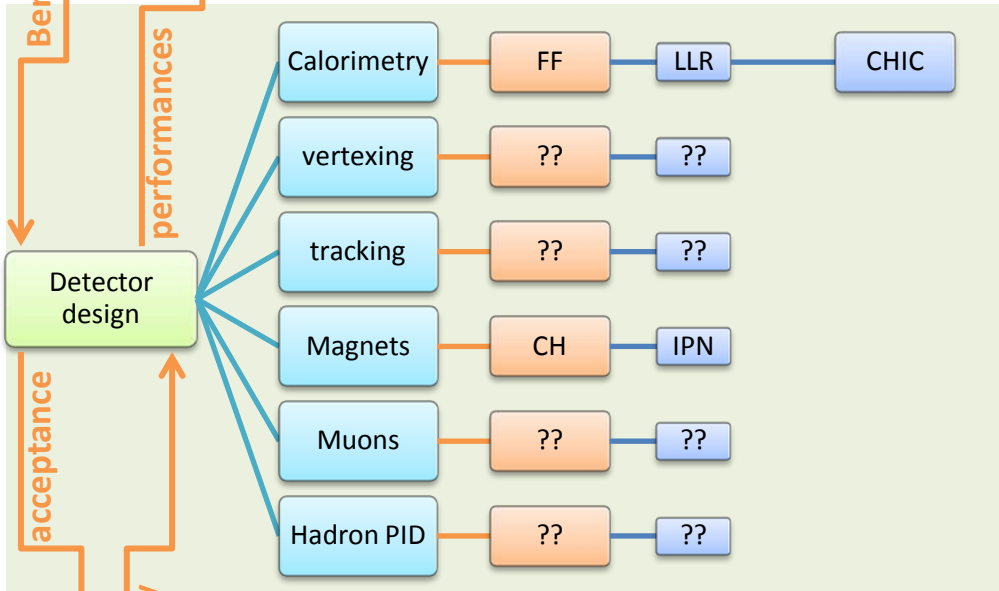 Ber
performances
Calorimetry FF LLR CHIC
vertexing ?? ??
tracking ?? ??
Detector
design
Magnets CH IPN
acceptance
Muons ?? ??
Hadron PID ?? ??